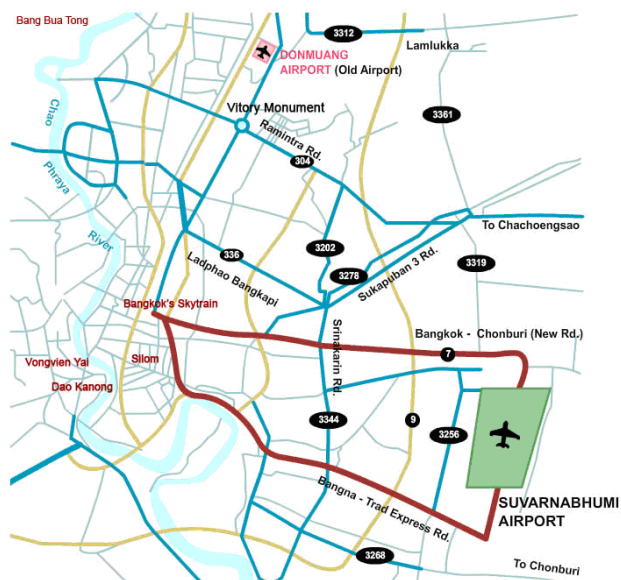 Bang Bua Tong
3312
Lamlukka
DONMUANG
AIRPORT (Old Airport)
Chao
Phraya
River
Vitory Monument
3361
Ramintra Rd.
304
To Chachoengsao
336
3202
Ladphao Bangkapi
3278
Sukapuban 3 Rd.
3319
Bangkok's Skytrain
Srinakarin Rd.
Bangkok - Chonburi (New Rd.)
7
Vongvien Yai
Silom
Dao Kanong
3344
9
3256
SUVARNABHUMI
AIRPORT
Bangna - Trad Express Rd.
3268
To Chonburi